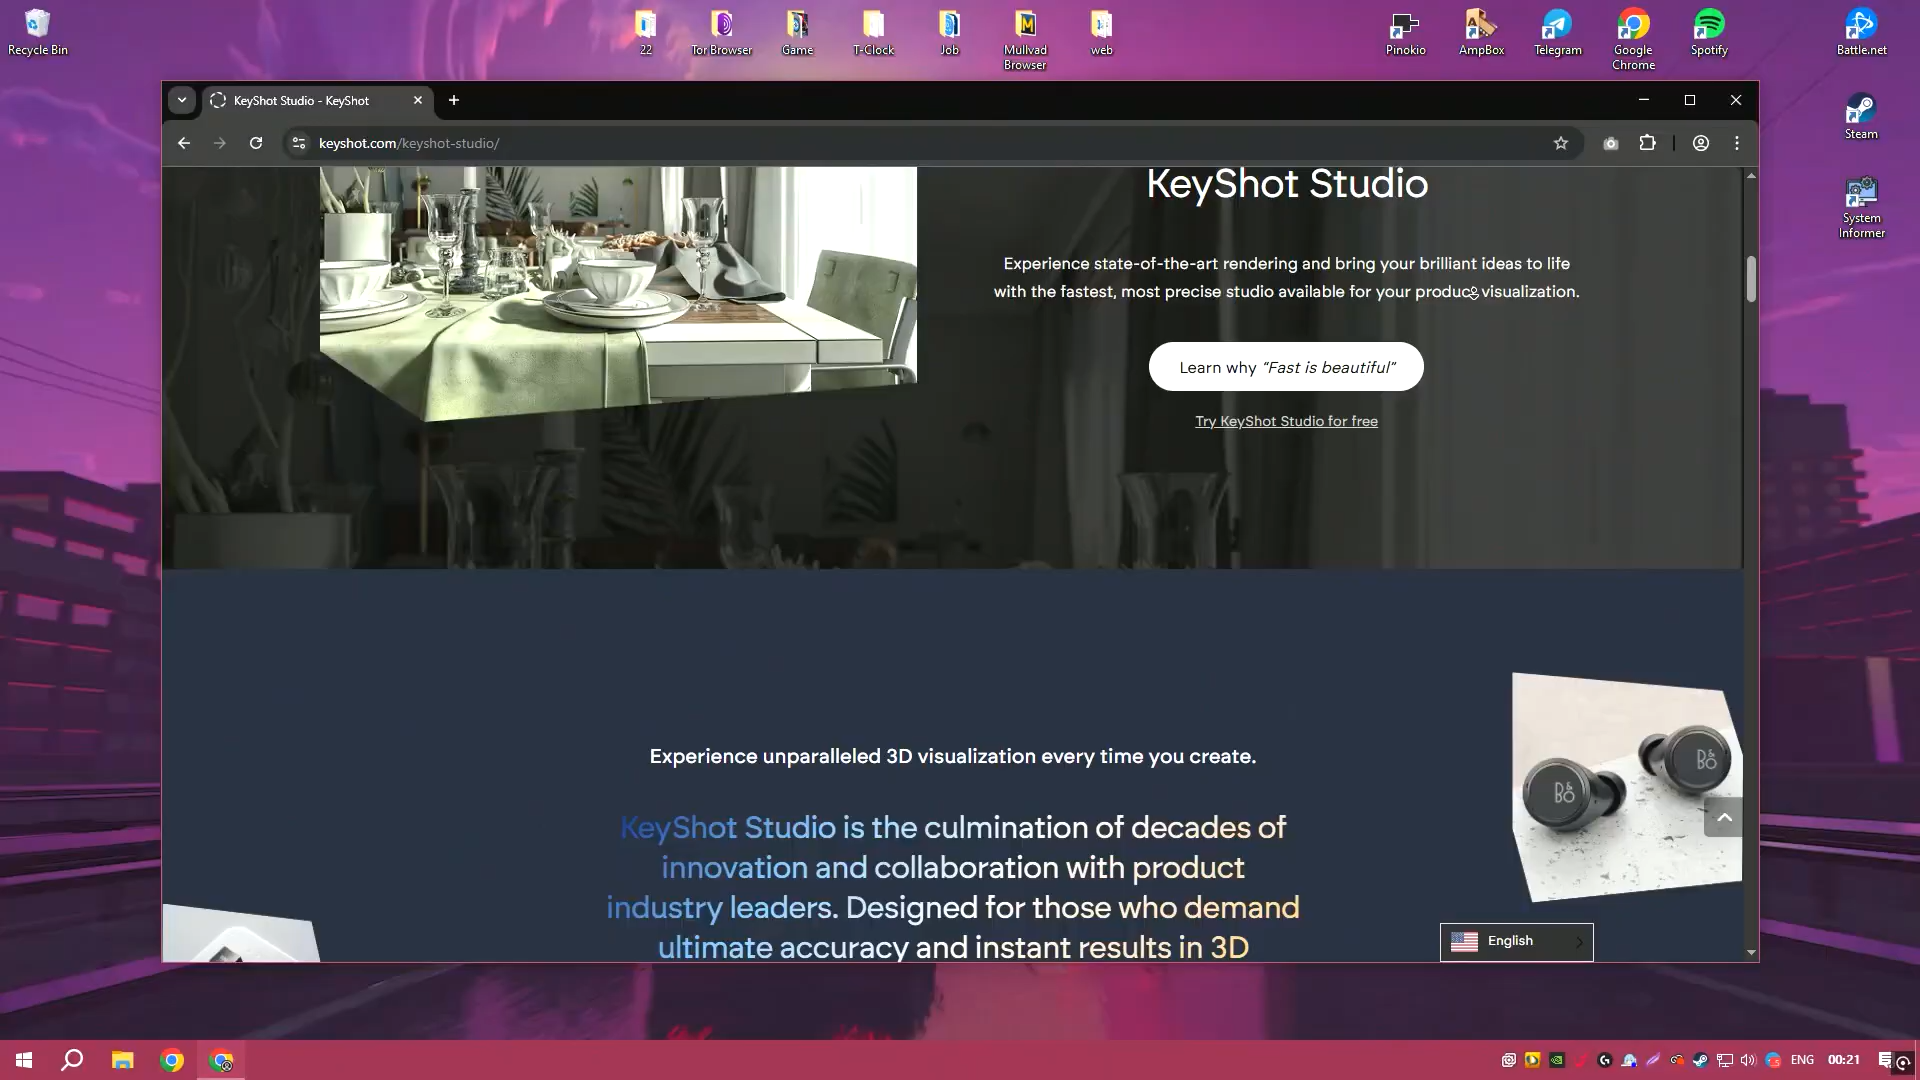 Recycle Bin
22
Tor Browser
Game
T-Clock
Job
Mullvad
Browser
web
Pinokio
AmpBox
Telegram
Google
Chrome
Spotify
Battle.net
Steam
System
Informer
KeyShot Studio - KeyShot
keyshot.com/keyshot-studio/
KeyShot Studio
Experience state-of-the-art rendering and bring your brilliant ideas to life
with the fastest, most precise studio available for your product visualization.
Learn why “Fast is beautiful”
Try KeyShot Studio for free
Experience unparalleled 3D visualization every time you create.
KeyShot Studio is the culmination of decades of
innovation and collaboration with product
industry leaders. Designed for those who demand
ultimate accuracy and instant results in 3D
B&O
B&O
English
ENG
00:21